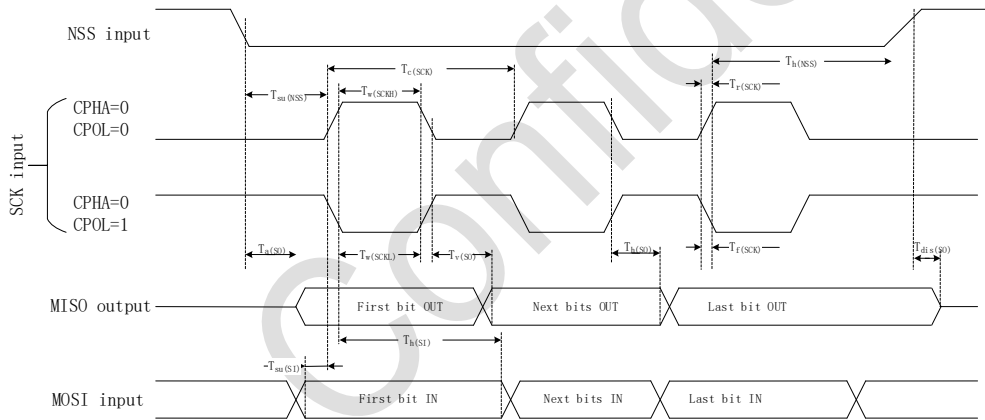 NSS input
Th(NSS)
Tc(SCK)
Tsu(NSS)
Tw(SCKH)
Tr(SCK)
CPHA=0
CPOL=0
SCK input
CPHA=0
CPOL=1
Ta(SO)
Tw(SCKL)
Tv(SO)
Th(SO)
Tf(SCK)
Tdis(SO)
MISO output
First bit OUT
Next bits OUT
Last bit OUT
Th(SI)
Tsu(SI)
MOSI input
First bit IN
Next bits IN
Last bit IN